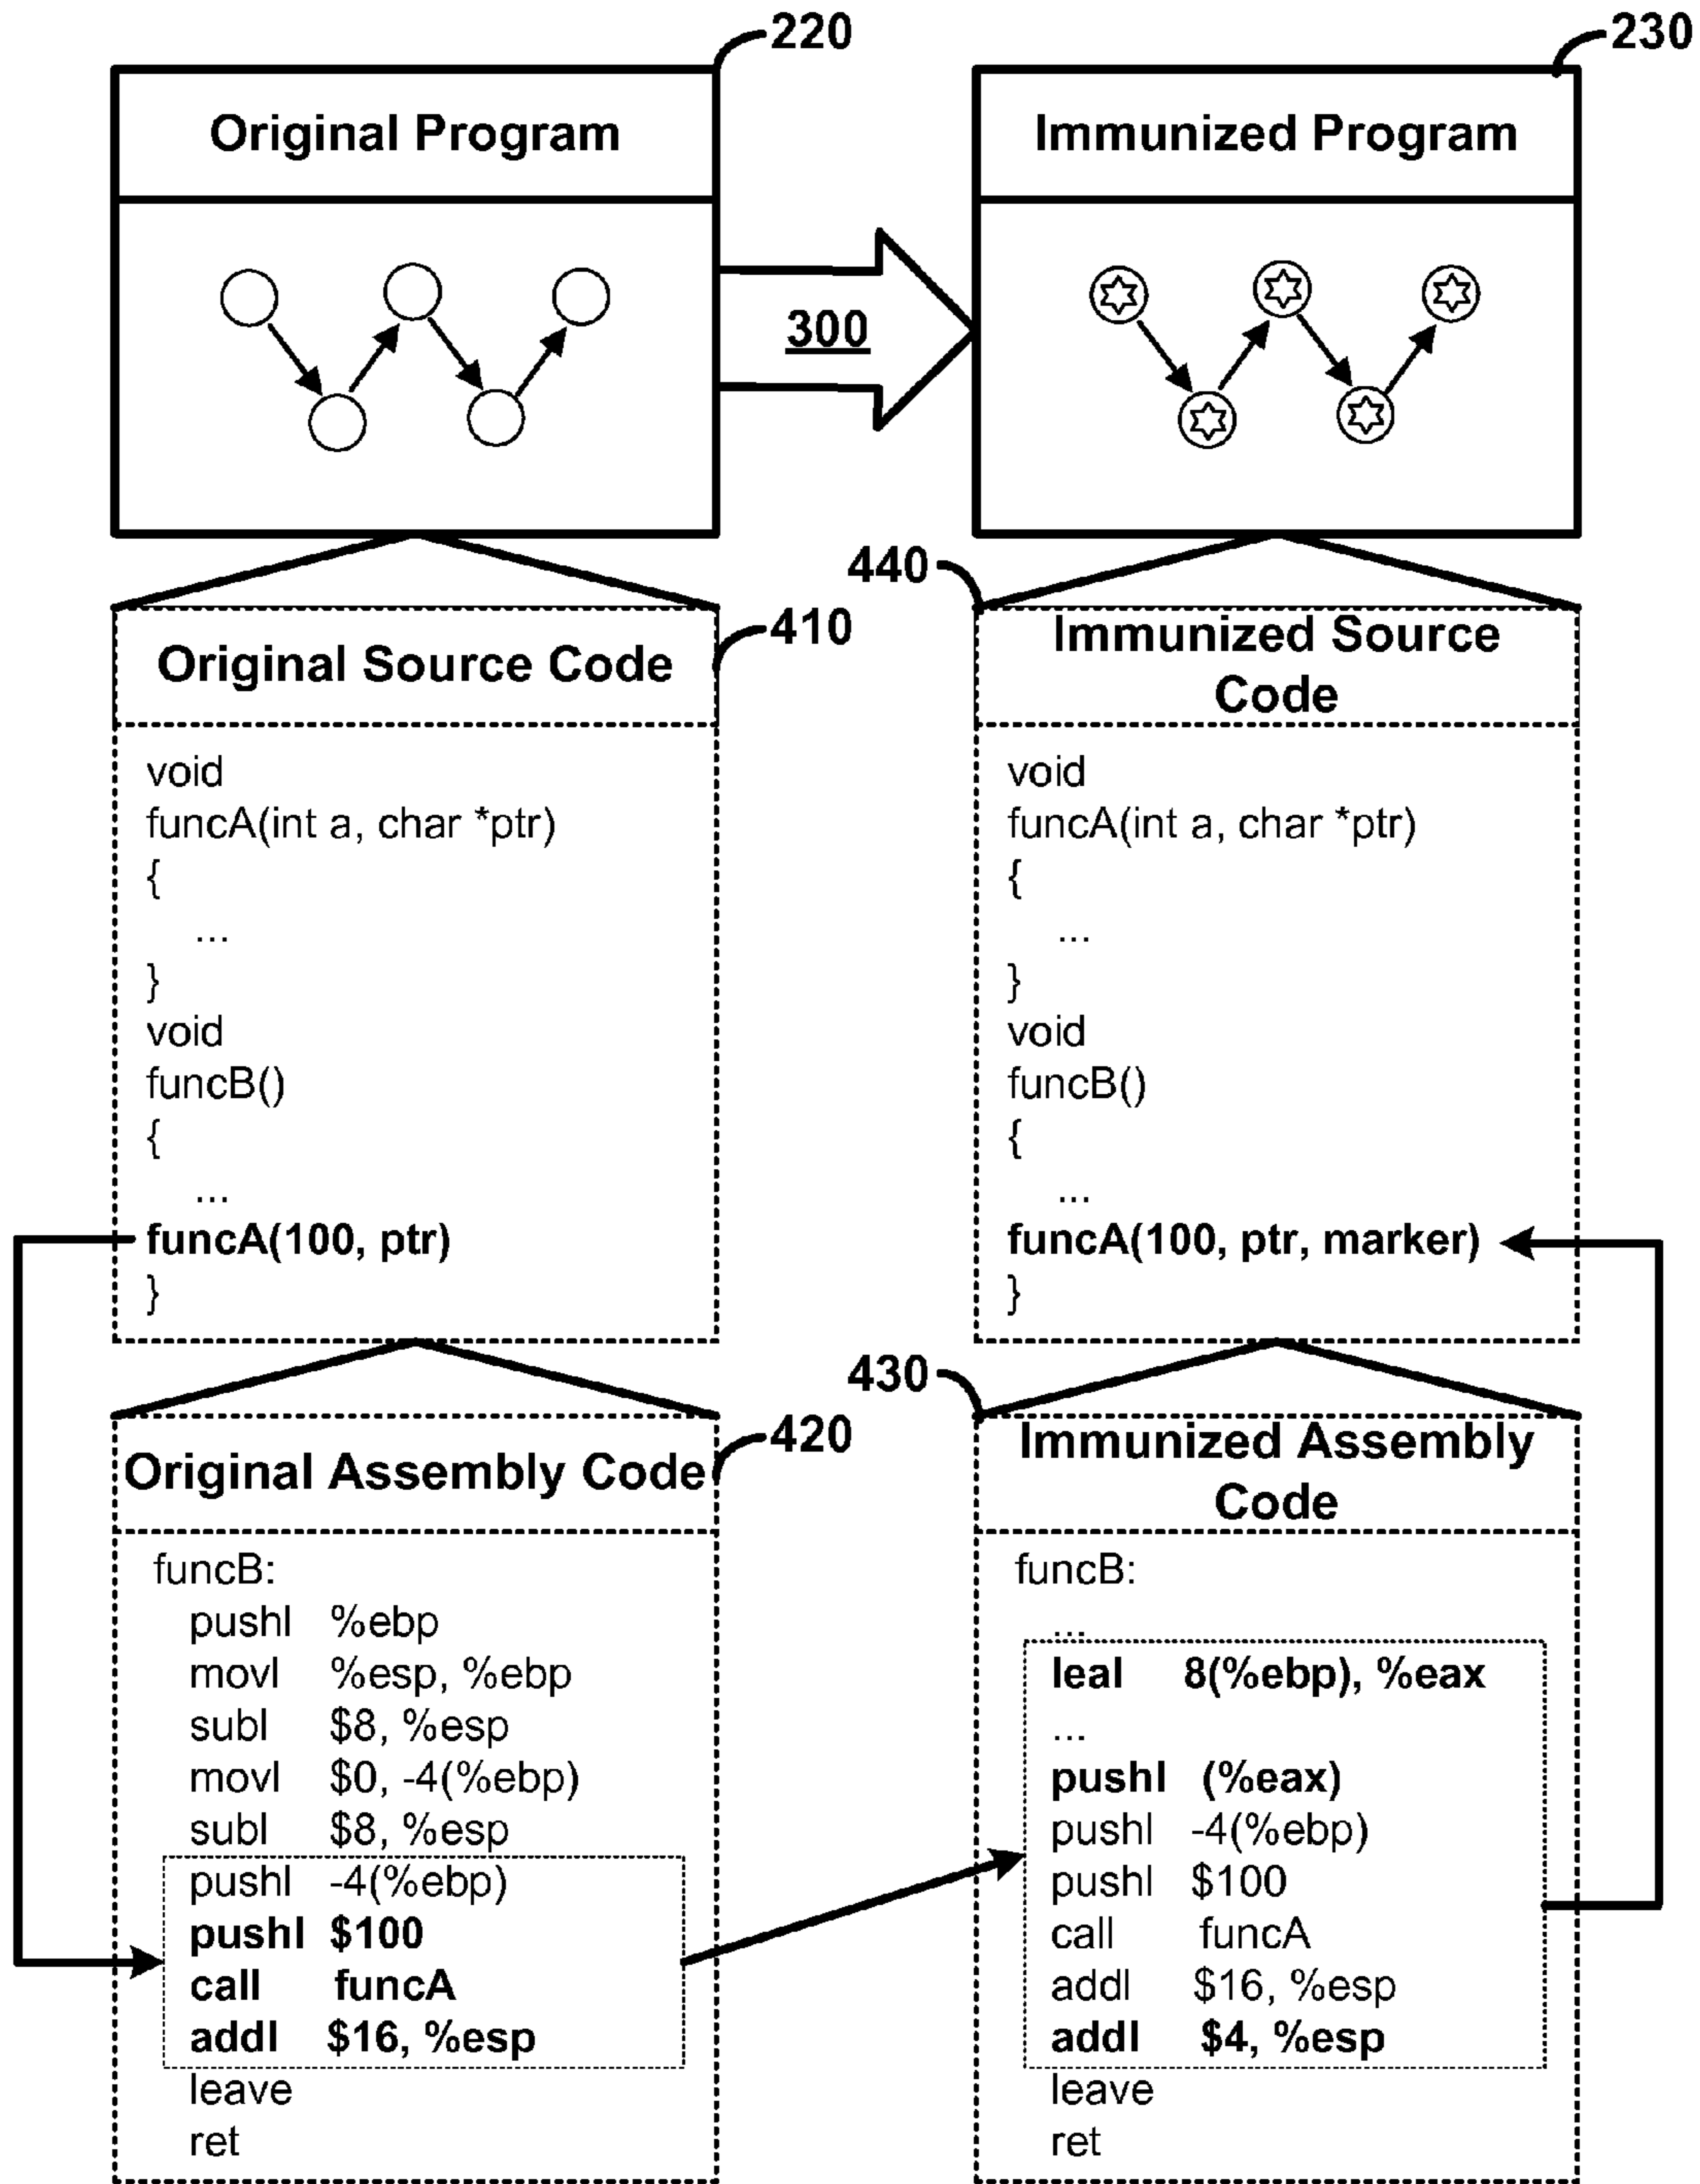 220
230
Original Program
Immunized Program
300
410
Original Source Code
void
funcA(int a, char *ptr)
{
...
}
void
funcB()
{
...
funcA(100, ptr)
}
440
Immunized Source
Code
void
funcA(int a, char *ptr)
{
...
}
void
funcB()
{
...
funcA(100, ptr, marker)
}
420
Original Assembly Code
funcB:
pushl %ebp
movl %esp, %ebp
subl $8, %esp
movl $0, -4(%ebp)
subl $8, %esp
pushl -4(%ebp)
pushl $100
call funcA
addl $16, %esp
leave
ret
430
Immunized Assembly
Code
funcB:
...
leal 8(%ebp), %eax
...
pushl (%eax)
pushl -4(%ebp)
pushl $100
call funcA
addl $16, %esp
addl $4, %esp
leave
ret